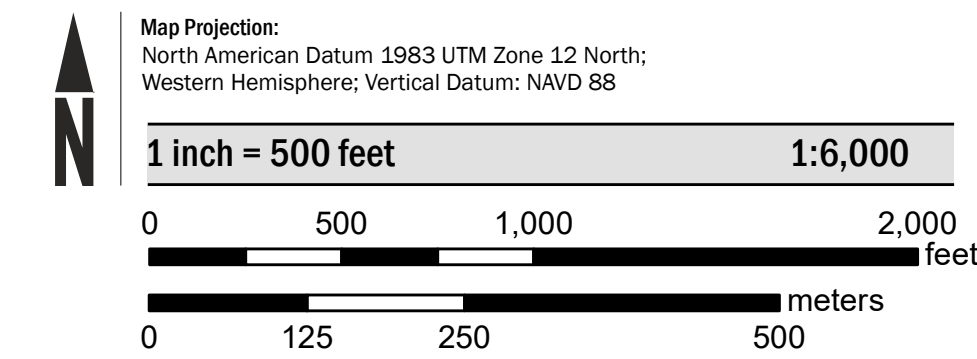 Map Projection:
North American Datum 1983 UTM Zone 12 North;
Western Hemisphere; Vertical Datum: NAVD 88
N
1 inch = 500 feet 1:6,000
0 500 1,000 2,000
feet
meters
0 125 250 500